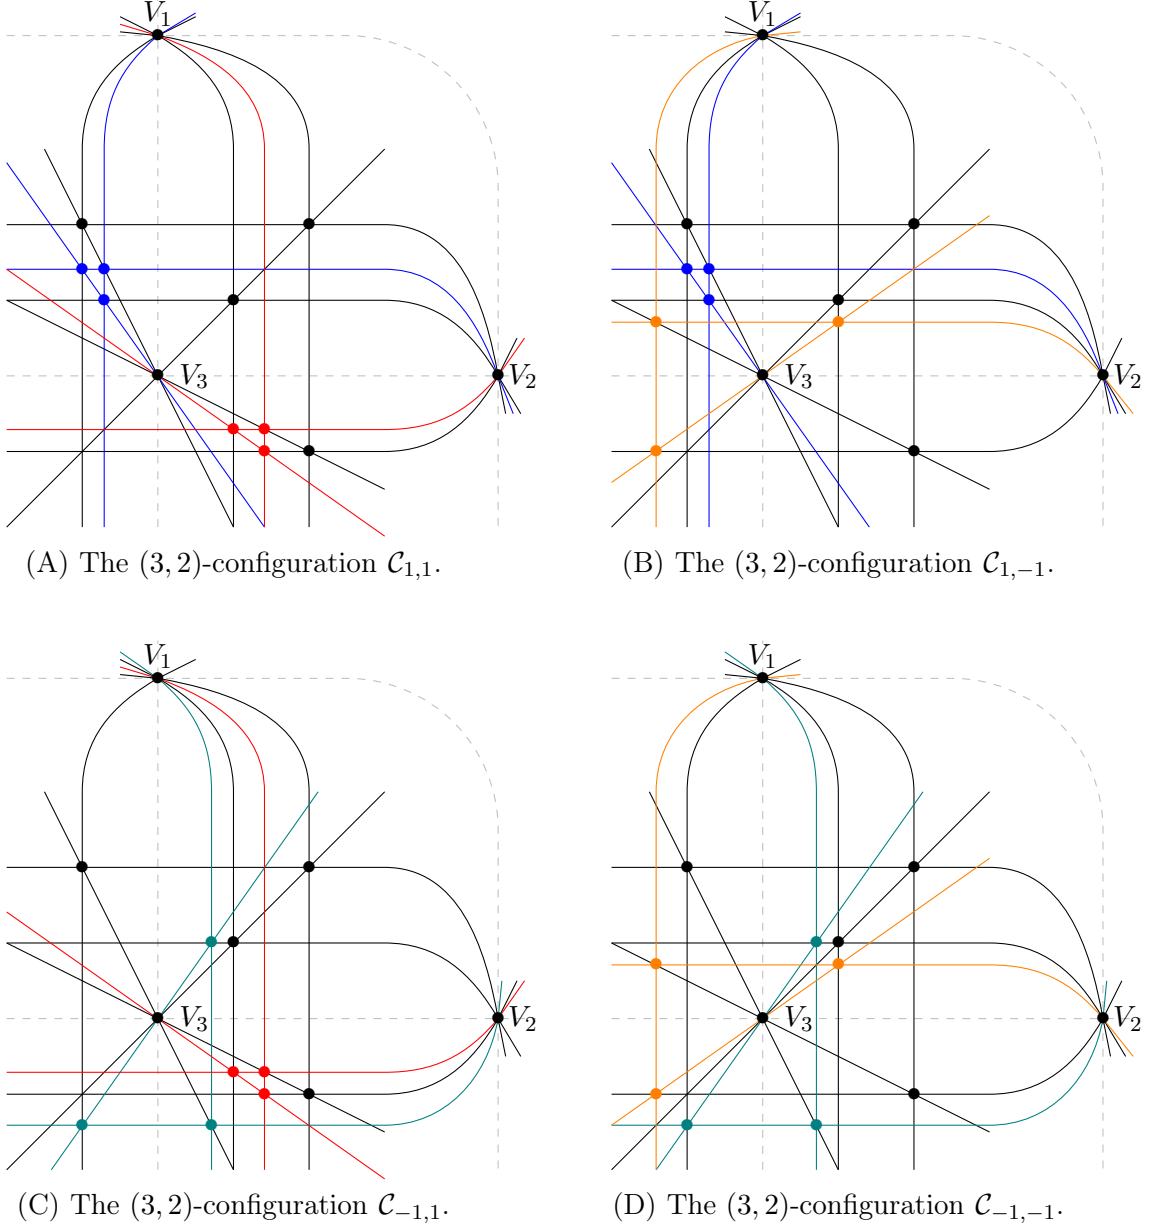 V₁ V₁
V₃ V₂ V₃ V₂
(A) The (3, 2)-configuration 𝒞₁,₁.
(B) The (3, 2)-configuration 𝒞₁,₋₁.
V₁ V₁
V₃ V₂ V₃ V₂
(C) The (3, 2)-configuration 𝒞₋₁,₁.
(D) The (3, 2)-configuration 𝒞₋₁,₋₁.